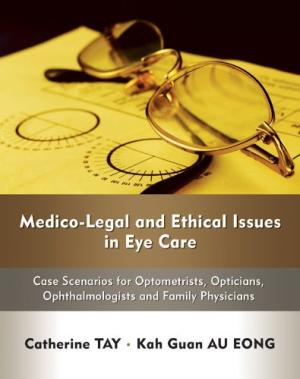 Medico-Legal and Ethical Issues
in Eye Care
Case Scenarios for Optometrists, Opticians,
Ophthalmologists and Family Physicians
Catherine TAY • Kah Guan AU EONG